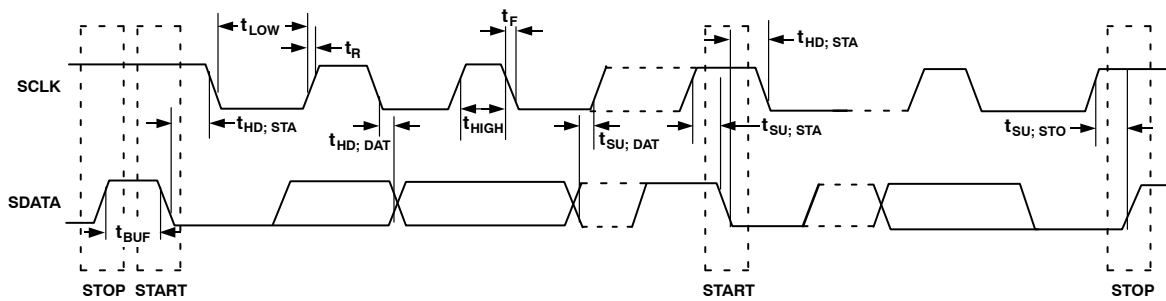 tLOW
tR
tF
tHD; STA
SCLK
tHD; STA
tHD; DAT
tHIGH
tSU; DAT
tSU; STA
tSU; STO
SDATA
tBUF
STOP START START STOP